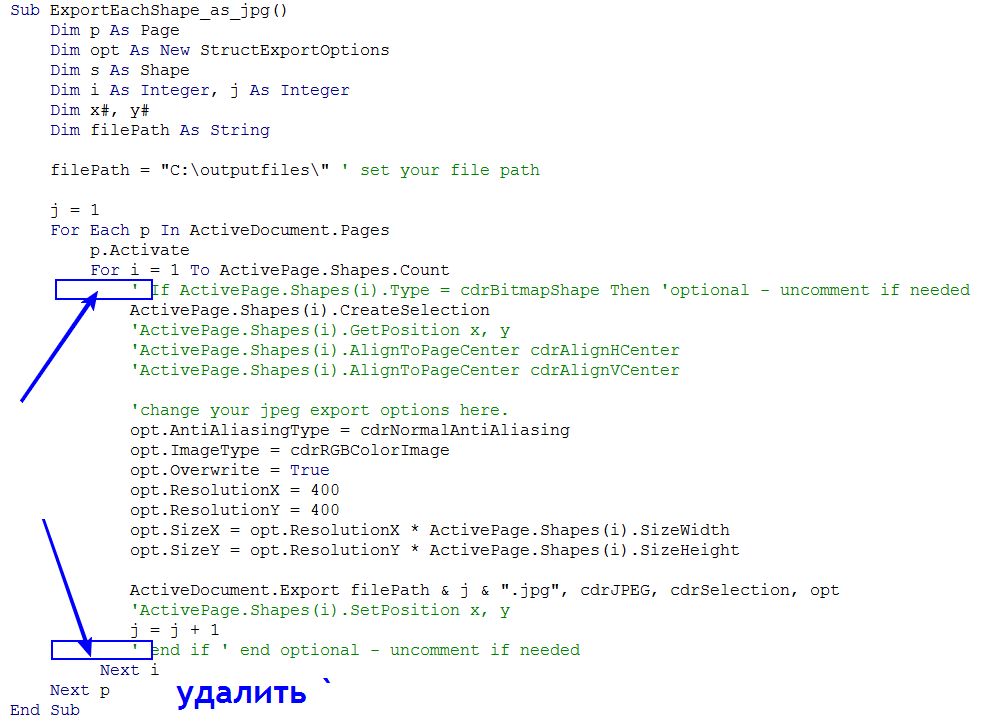 Sub ExportEachShape_as_jpg()
    Dim p As Page
    Dim opt As New StructExportOptions
    Dim s As Shape
    Dim i As Integer, j As Integer
    Dim x#, y#
    Dim filePath As String

    filePath = "C:\outputfiles\" ' set your file path

    j = 1
    For Each p In ActiveDocument.Pages
        p.Activate
        For i = 1 To ActivePage.Shapes.Count
            ' If ActivePage.Shapes(i).Type = cdrBitmapShape Then 'optional - uncomment if needed
            ActivePage.Shapes(i).CreateSelection
            'ActivePage.Shapes(i).GetPosition x, y
            'ActivePage.Shapes(i).AlignToPageCenter cdrAlignHCenter
            'ActivePage.Shapes(i).AlignToPageCenter cdrAlignVCenter

            'change your jpeg export options here.
            opt.AntiAliasingType = cdrNormalAntiAliasing
            opt.ImageType = cdrRGBColorImage
            opt.Overwrite = True
            opt.ResolutionX = 400
            opt.ResolutionY = 400
            opt.SizeX = opt.ResolutionX * ActivePage.Shapes(i).SizeWidth
            opt.SizeY = opt.ResolutionY * ActivePage.Shapes(i).SizeHeight

            ActiveDocument.Export filePath & j & ".jpg", cdrJPEG, cdrSelection, opt
            'ActivePage.Shapes(i).SetPosition x, y
            j = j + 1
            ' end if ' end optional - uncomment if needed
         Next i
    Next p
удалить `
End Sub